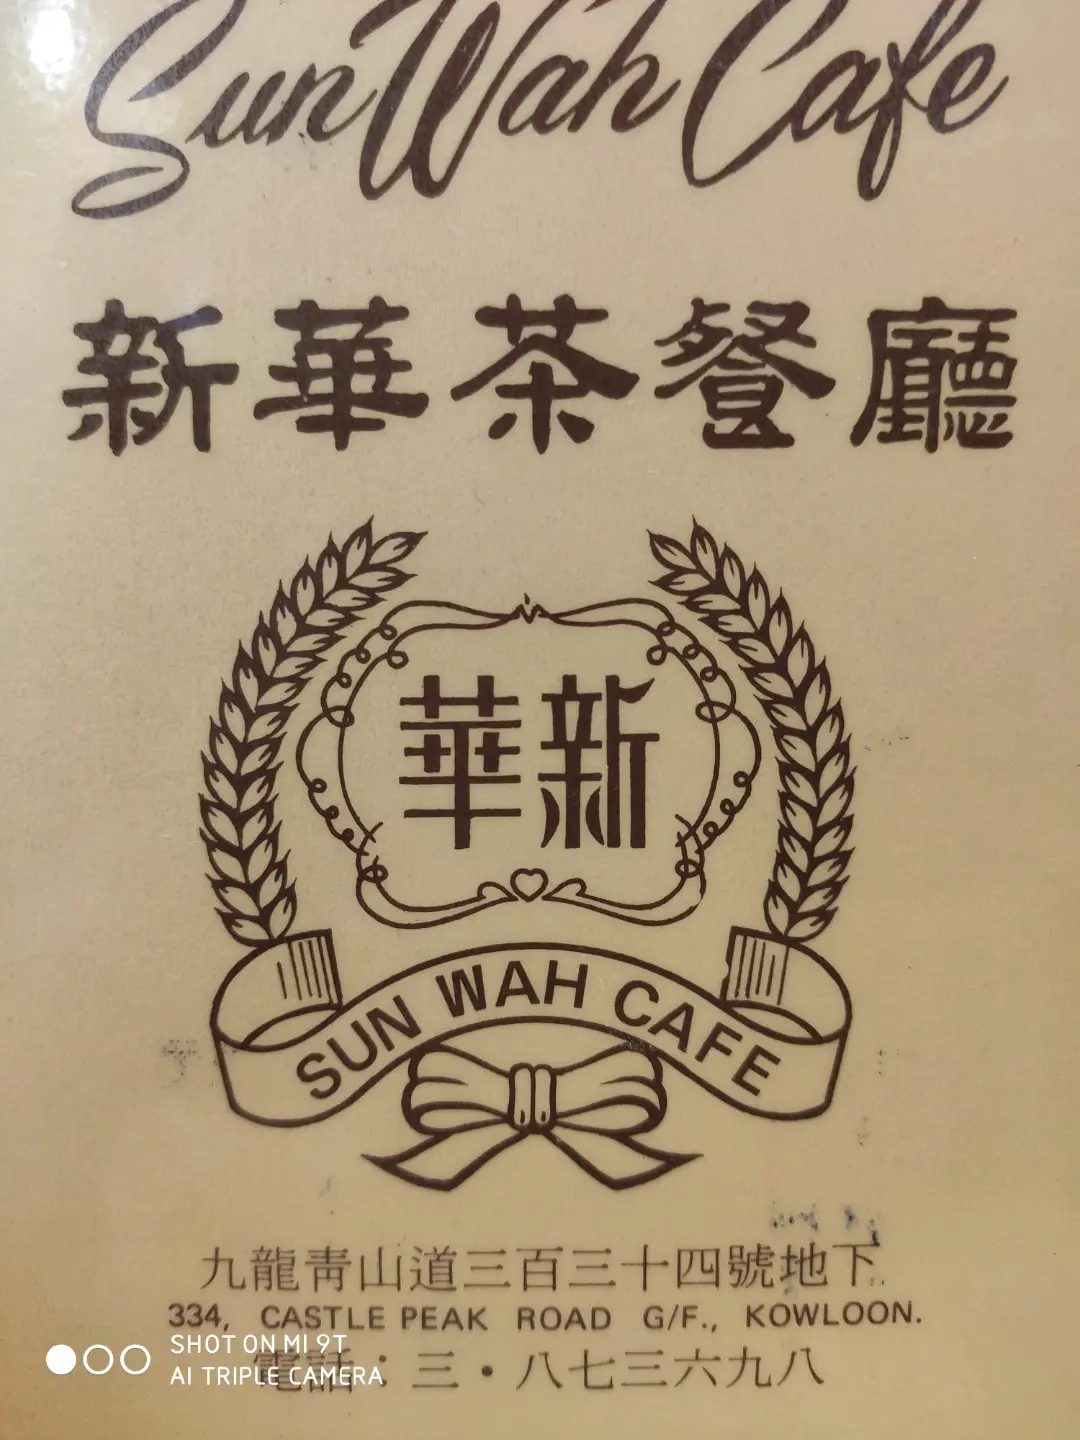 Sun Wah Cafe
新華茶餐廳
華新
SUN WAH CAFE
九龍青山道三百三十四號地下
334, CASTLE PEAK ROAD G/F., KOWLOON.
電話：三·八七三六九八
SHOT ON MI 9T
AI TRIPLE CAMERA